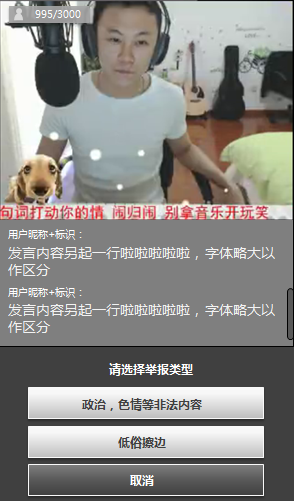 995/3000
句词打动你的情 闹归闹 别拿音乐开玩笑
用户昵称+标识：
发言内容另起一行啦啦啦啦啦，字体略大以
作区分
用户昵称+标识：
发言内容另起一行啦啦啦啦啦，字体略大以
作区分
请选择举报类型
政治，色情等非法内容
低俗擦边
取消